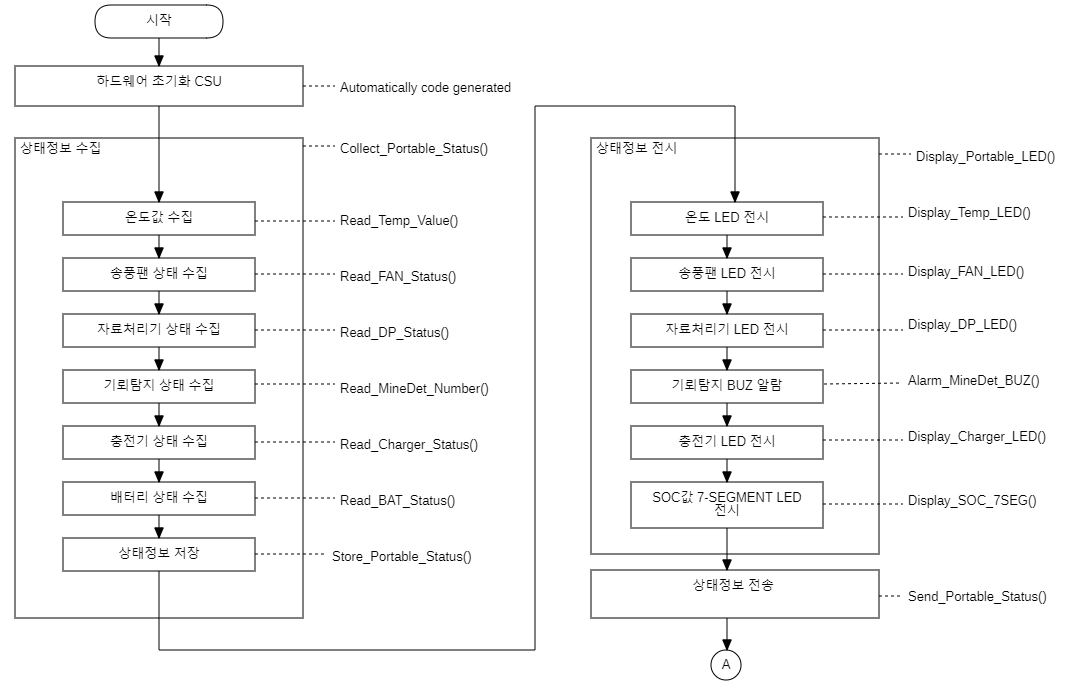 시작
하드웨어 초기화 CSU
Automatically code generated
상태정보 수집
Collect_Portable_Status()
온도값 수집
Read_Temp_Value()
송풍팬 상태 수집
Read_FAN_Status()
자료처리기 상태 수집
Read_DP_Status()
기뢰탐지 상태 수집
Read_MineDet_Number()
충전기 상태 수집
Read_Charger_Status()
배터리 상태 수집
Read_BAT_Status()
상태정보 저장
Store_Portable_Status()
상태정보 전시
Display_Portable_LED()
온도 LED 전시
Display_Temp_LED()
송풍팬 LED 전시
Display_FAN_LED()
자료처리기 LED 전시
Display_DP_LED()
기뢰탐지 BUZ 알람
Alarm_MineDet_BUZ()
충전기 LED 전시
Display_Charger_LED()
SOC값 7-SEGMENT LED
전시
Display_SOC_7SEG()
상태정보 전송
Send_Portable_Status()
A